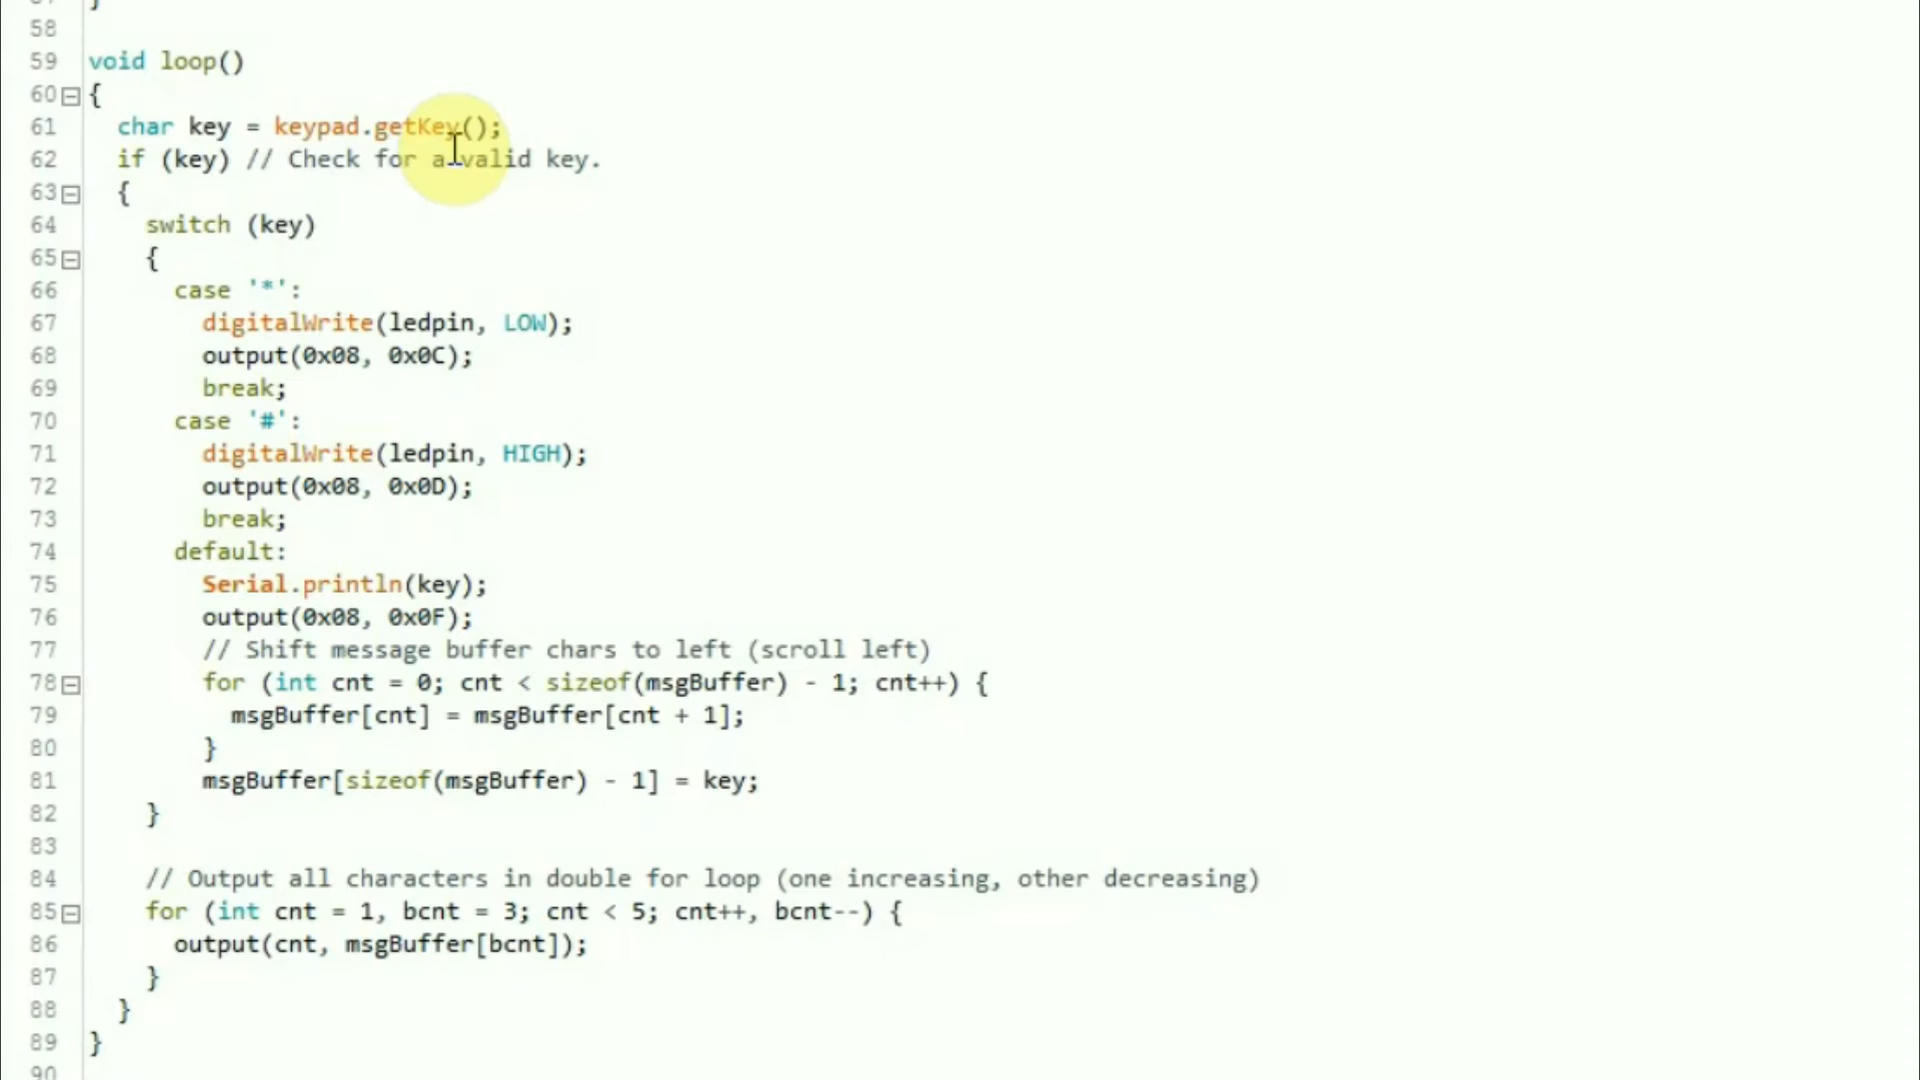 58
59 void loop()
60 {
61 char key = keypad.getKey();
62 if (key) // Check for a valid key.
63 {
64 switch (key)
65 {
66 case '*':
67 digitalWrite(ledpin, LOW);
68 output(0x08, 0x0C);
69 break;
70 case '#':
71 digitalWrite(ledpin, HIGH);
72 output(0x08, 0x0D);
73 break;
74 default:
75 Serial.println(key);
76 output(0x08, 0x0F);
77 // Shift message buffer chars to left (scroll left)
78 for (int cnt = 0; cnt < sizeof(msgBuffer) - 1; cnt++) {
79 msgBuffer[cnt] = msgBuffer[cnt + 1];
80 }
81 msgBuffer[sizeof(msgBuffer) - 1] = key;
82 }
83
84 // Output all characters in double for loop (one increasing, other decreasing)
85 for (int cnt = 1, bcnt = 3; cnt < 5; cnt++, bcnt--) {
86 output(cnt, msgBuffer[bcnt]);
87 }
88 }
89 }
90